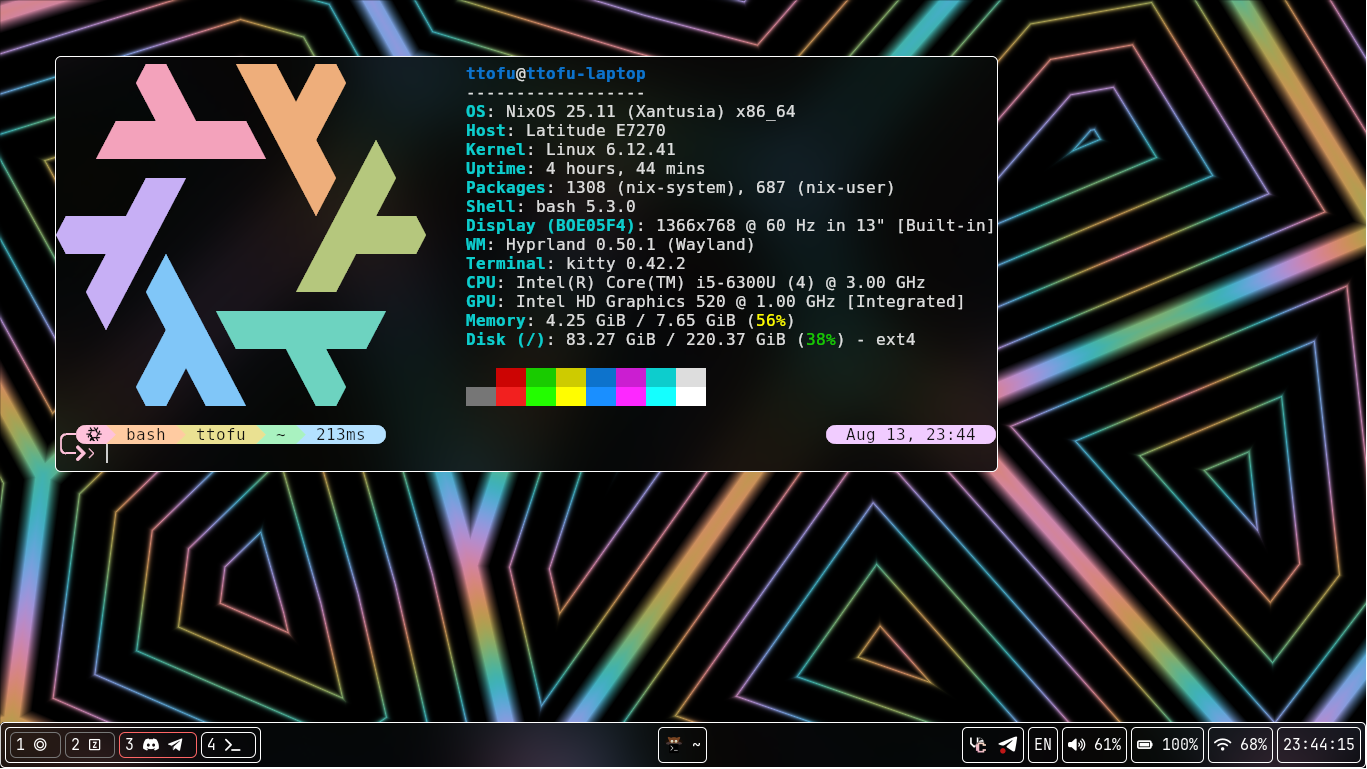 ttofu@ttofu-laptop
------------------
OS: NixOS 25.11 (Xantusia) x86_64
Host: Latitude E7270
Kernel: Linux 6.12.41
Uptime: 4 hours, 44 mins
Packages: 1308 (nix-system), 687 (nix-user)
Shell: bash 5.3.0
Display (BOE05F4): 1366x768 @ 60 Hz in 13" [Built-in]
WM: Hyprland 0.50.1 (Wayland)
Terminal: kitty 0.42.2
CPU: Intel(R) Core(TM) i5-6300U (4) @ 3.00 GHz
GPU: Intel HD Graphics 520 @ 1.00 GHz [Integrated]
Memory: 4.25 GiB / 7.65 GiB (56%)
Disk (/): 83.27 GiB / 220.37 GiB (38%) - ext4
bash ttofu ~ 213ms Aug 13, 23:44
1 2 3 4 ~ EN 61% 100% 68% 23:44:15